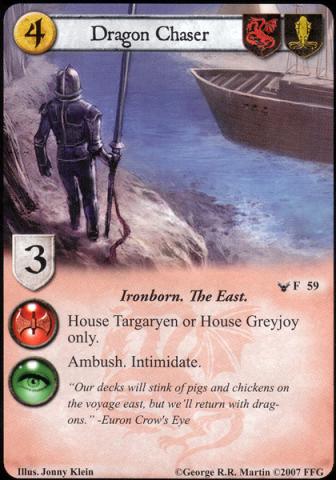 4
Dragon Chaser
3
Ironborn. The East.
F 59
House Targaryen or House Greyjoy
only.
Ambush. Intimidate.
"Our decks will stink of pigs and chickens on
the voyage east, but we'll return with drag-
ons." -Euron Crow's Eye
Illus. Jonny Klein
©George R.R. Martin ©2007 FFG